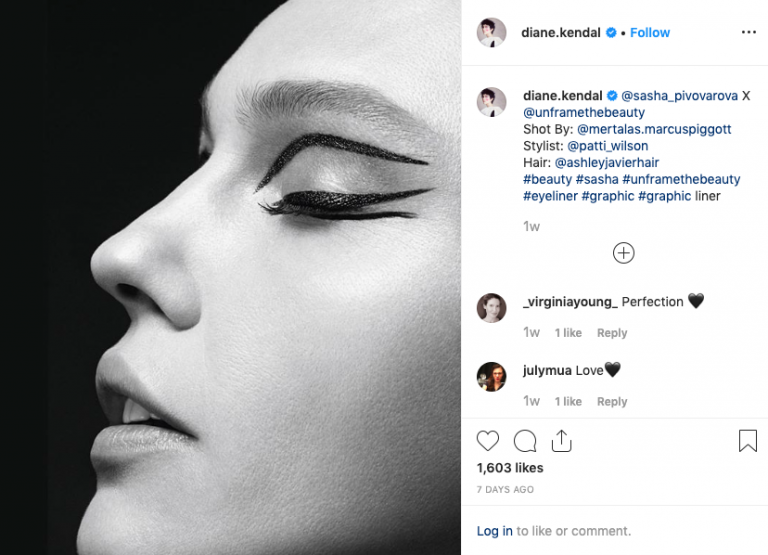 diane.kendal • Follow
diane.kendal @sasha_pivovarova X
@unframethebeauty
Shot By: @mertalas.marcuspiggott
Stylist: @patti_wilson
Hair: @ashleyjavierhair
#beauty #sasha #unframethebeauty
#eyeliner #graphic #graphic liner
1w
_virginiayoung_ Perfection 🖤
1w 1 like Reply
julymua Love🖤
1w 1 like Reply
1,603 likes
7 DAYS AGO
Log in to like or comment.